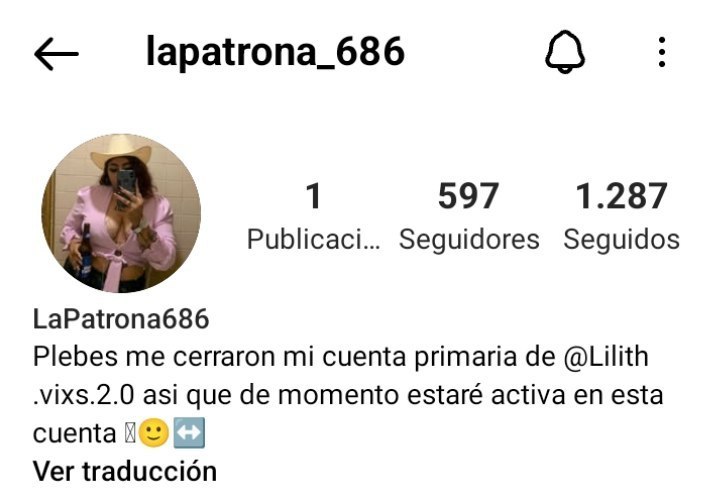 lapatrona_686
1 597 1.287
Publicaci... Seguidores Seguidos
LaPatrona686
Plebes me cerraron mi cuenta primaria de @Lilith
.vixs.2.0 asi que de momento estaré activa en esta
cuenta 🙂↔️
Ver traducción